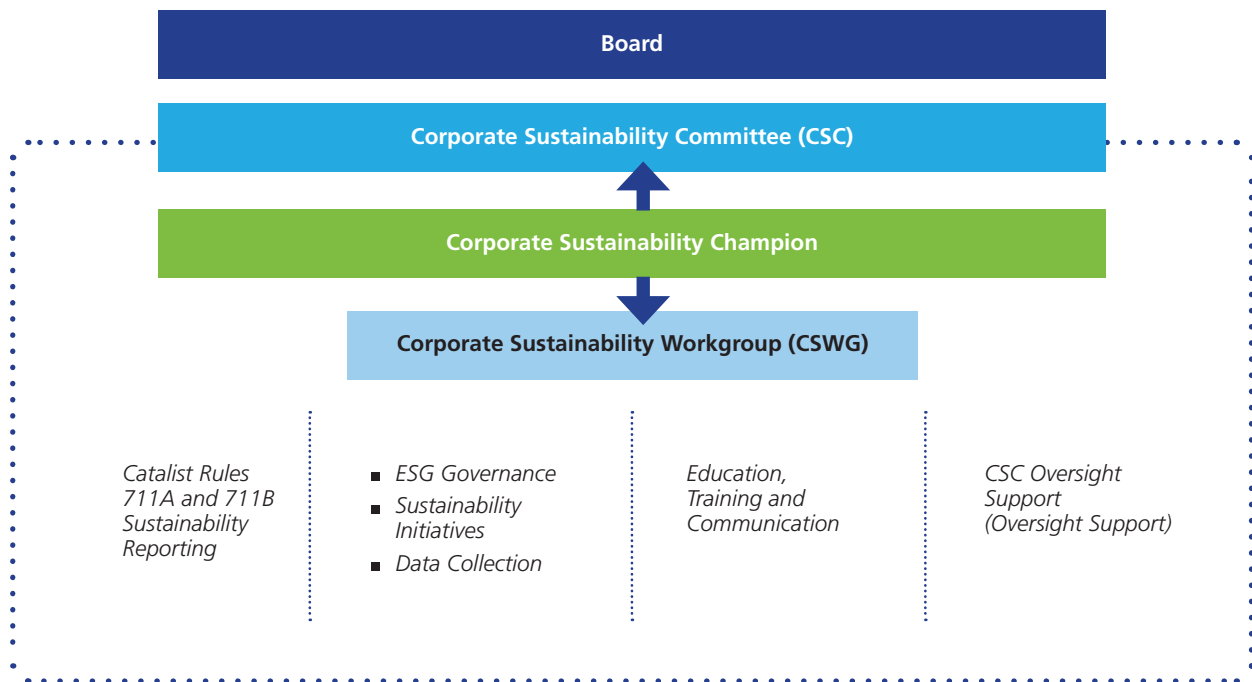 Board
Corporate Sustainability Committee (CSC)
Corporate Sustainability Champion
Corporate Sustainability Workgroup (CSWG)
Catalist Rules
711A and 711B
Sustainability
Reporting
■ ESG Governance
■ Sustainability
Initiatives
■ Data Collection
Education,
Training and
Communication
CSC Oversight
Support
(Oversight Support)